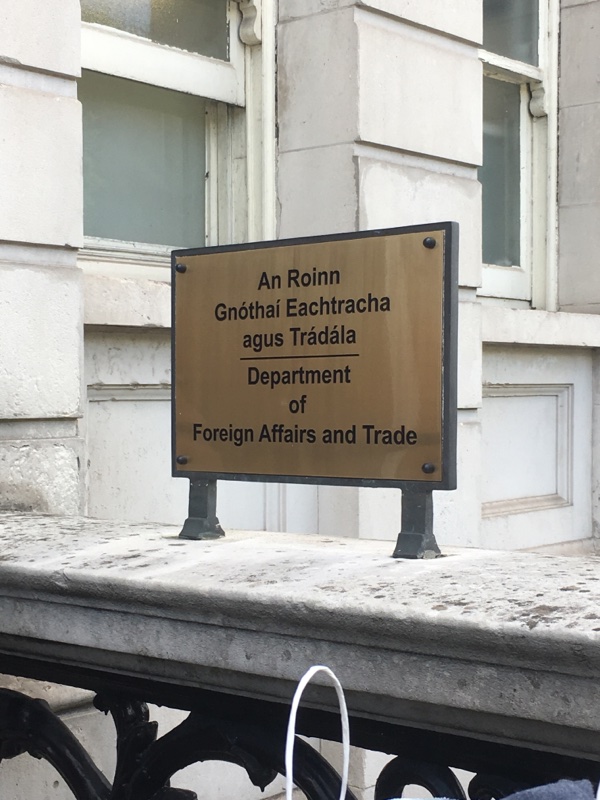 An Roinn
Gnóthaí Eachtracha
agus Trádála
Department
of
Foreign Affairs and Trade